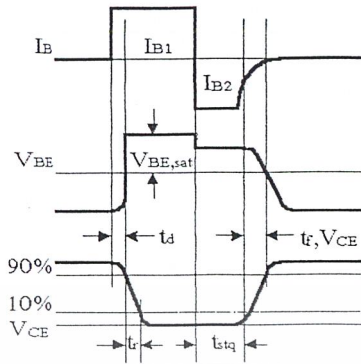 IB IB1
IB2
VBE VBE,sat
td tf,VCE
90%
10%
VCE tr tstq